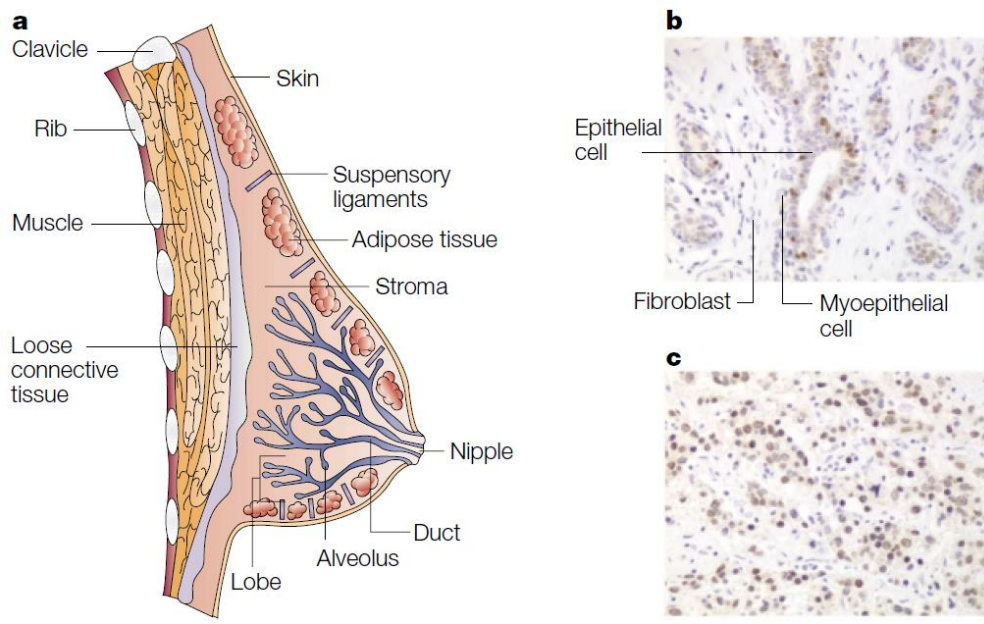 a
Clavicle
Skin
Rib
Suspensory
ligaments
Muscle
Adipose tissue
Stroma
Loose
connective
tissue
Nipple
Duct
Alveolus
Lobe
b
Epithelial
cell
Fibroblast
Myoepithelial
cell
c